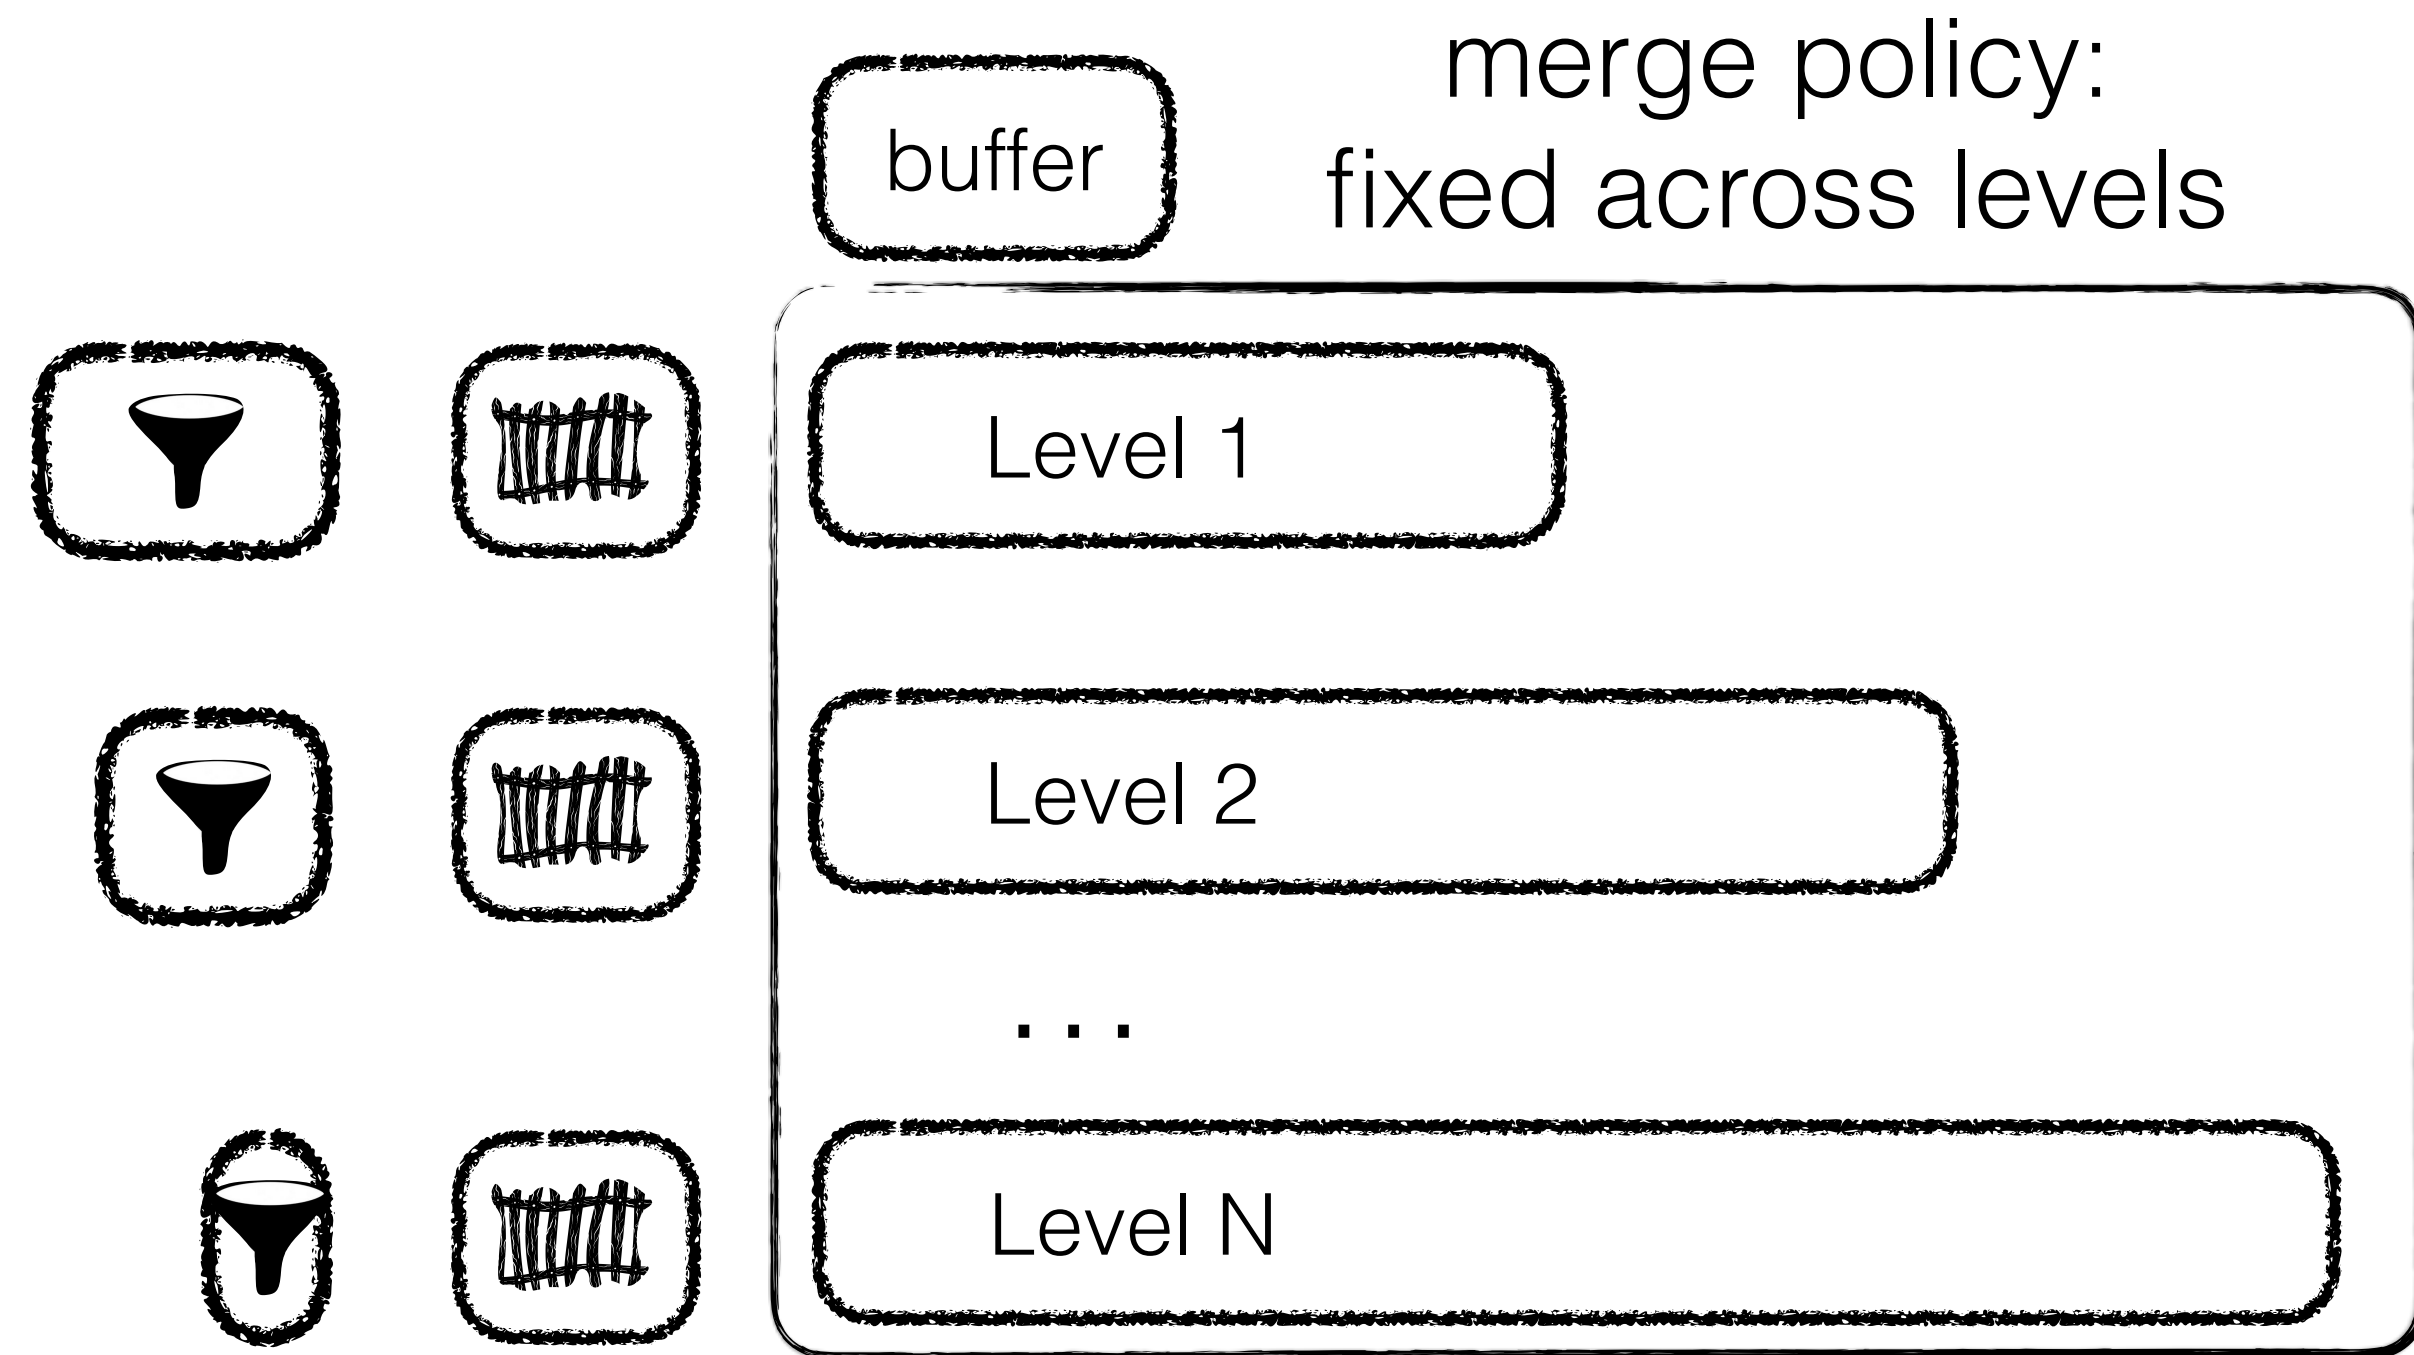 merge policy:
fixed across levels
buffer
Level 1
Level 2
...
Level N